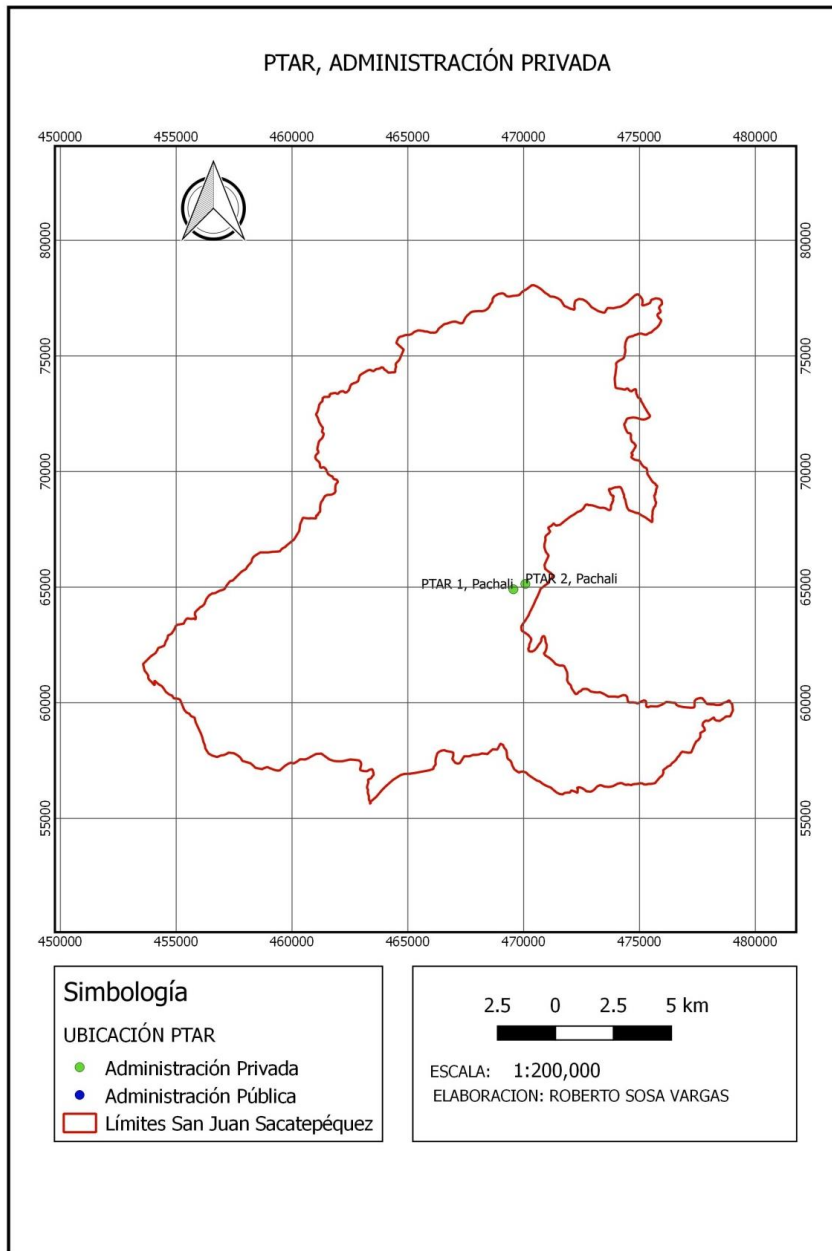 PTAR, ADMINISTRACIÓN PRIVADA
450000 455000 460000 465000 470000 475000 480000
80000 80000
75000 75000
70000 70000
PTAR 1, Pachali PTAR 2, Pachali
65000 65000
60000 60000
55000 55000
450000 455000 460000 465000 470000 475000 480000
Simbología
UBICACIÓN PTAR
Administración Privada
Administración Pública
Límites San Juan Sacatepéquez
2.5 0 2.5 5 km
ESCALA: 1:200,000
ELABORACION: ROBERTO SOSA VARGAS